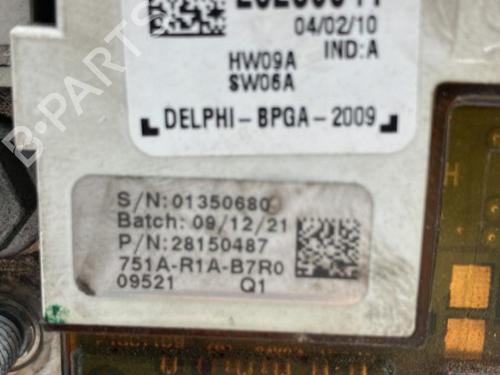 04/02/10
IND:A
HW09A
SW06A
DELPHI-BPGA-2009
S/N:01350680
Batch: 09/12/21
P/N:28150487
751A-R1A-B7R0
09521 Q1
H